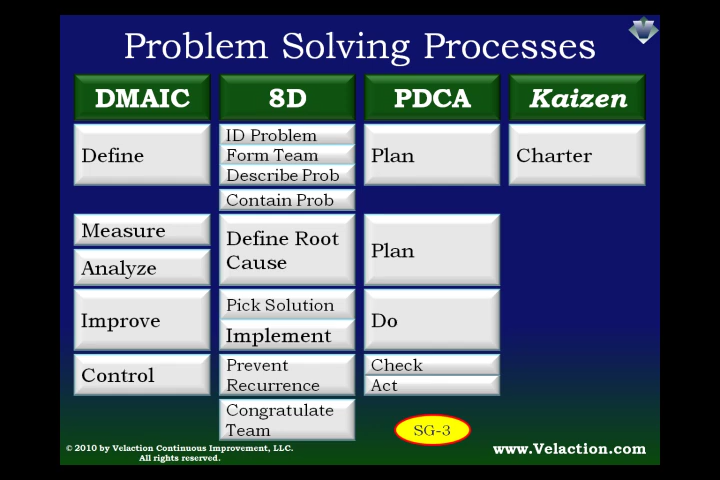 Problem Solving Processes
DMAIC
8D
PDCA
Kaizen
Define
ID Problem
Form Team
Describe Prob
Plan
Charter
Contain Prob
Measure
Analyze
Define Root
Cause
Plan
Improve
Pick Solution
Implement
Do
Control
Prevent
Recurrence
Check
Act
Congratulate
Team
SG-3
© 2010 by Velaction Continuous Improvement, LLC.
All rights reserved.
www.Velaction.com